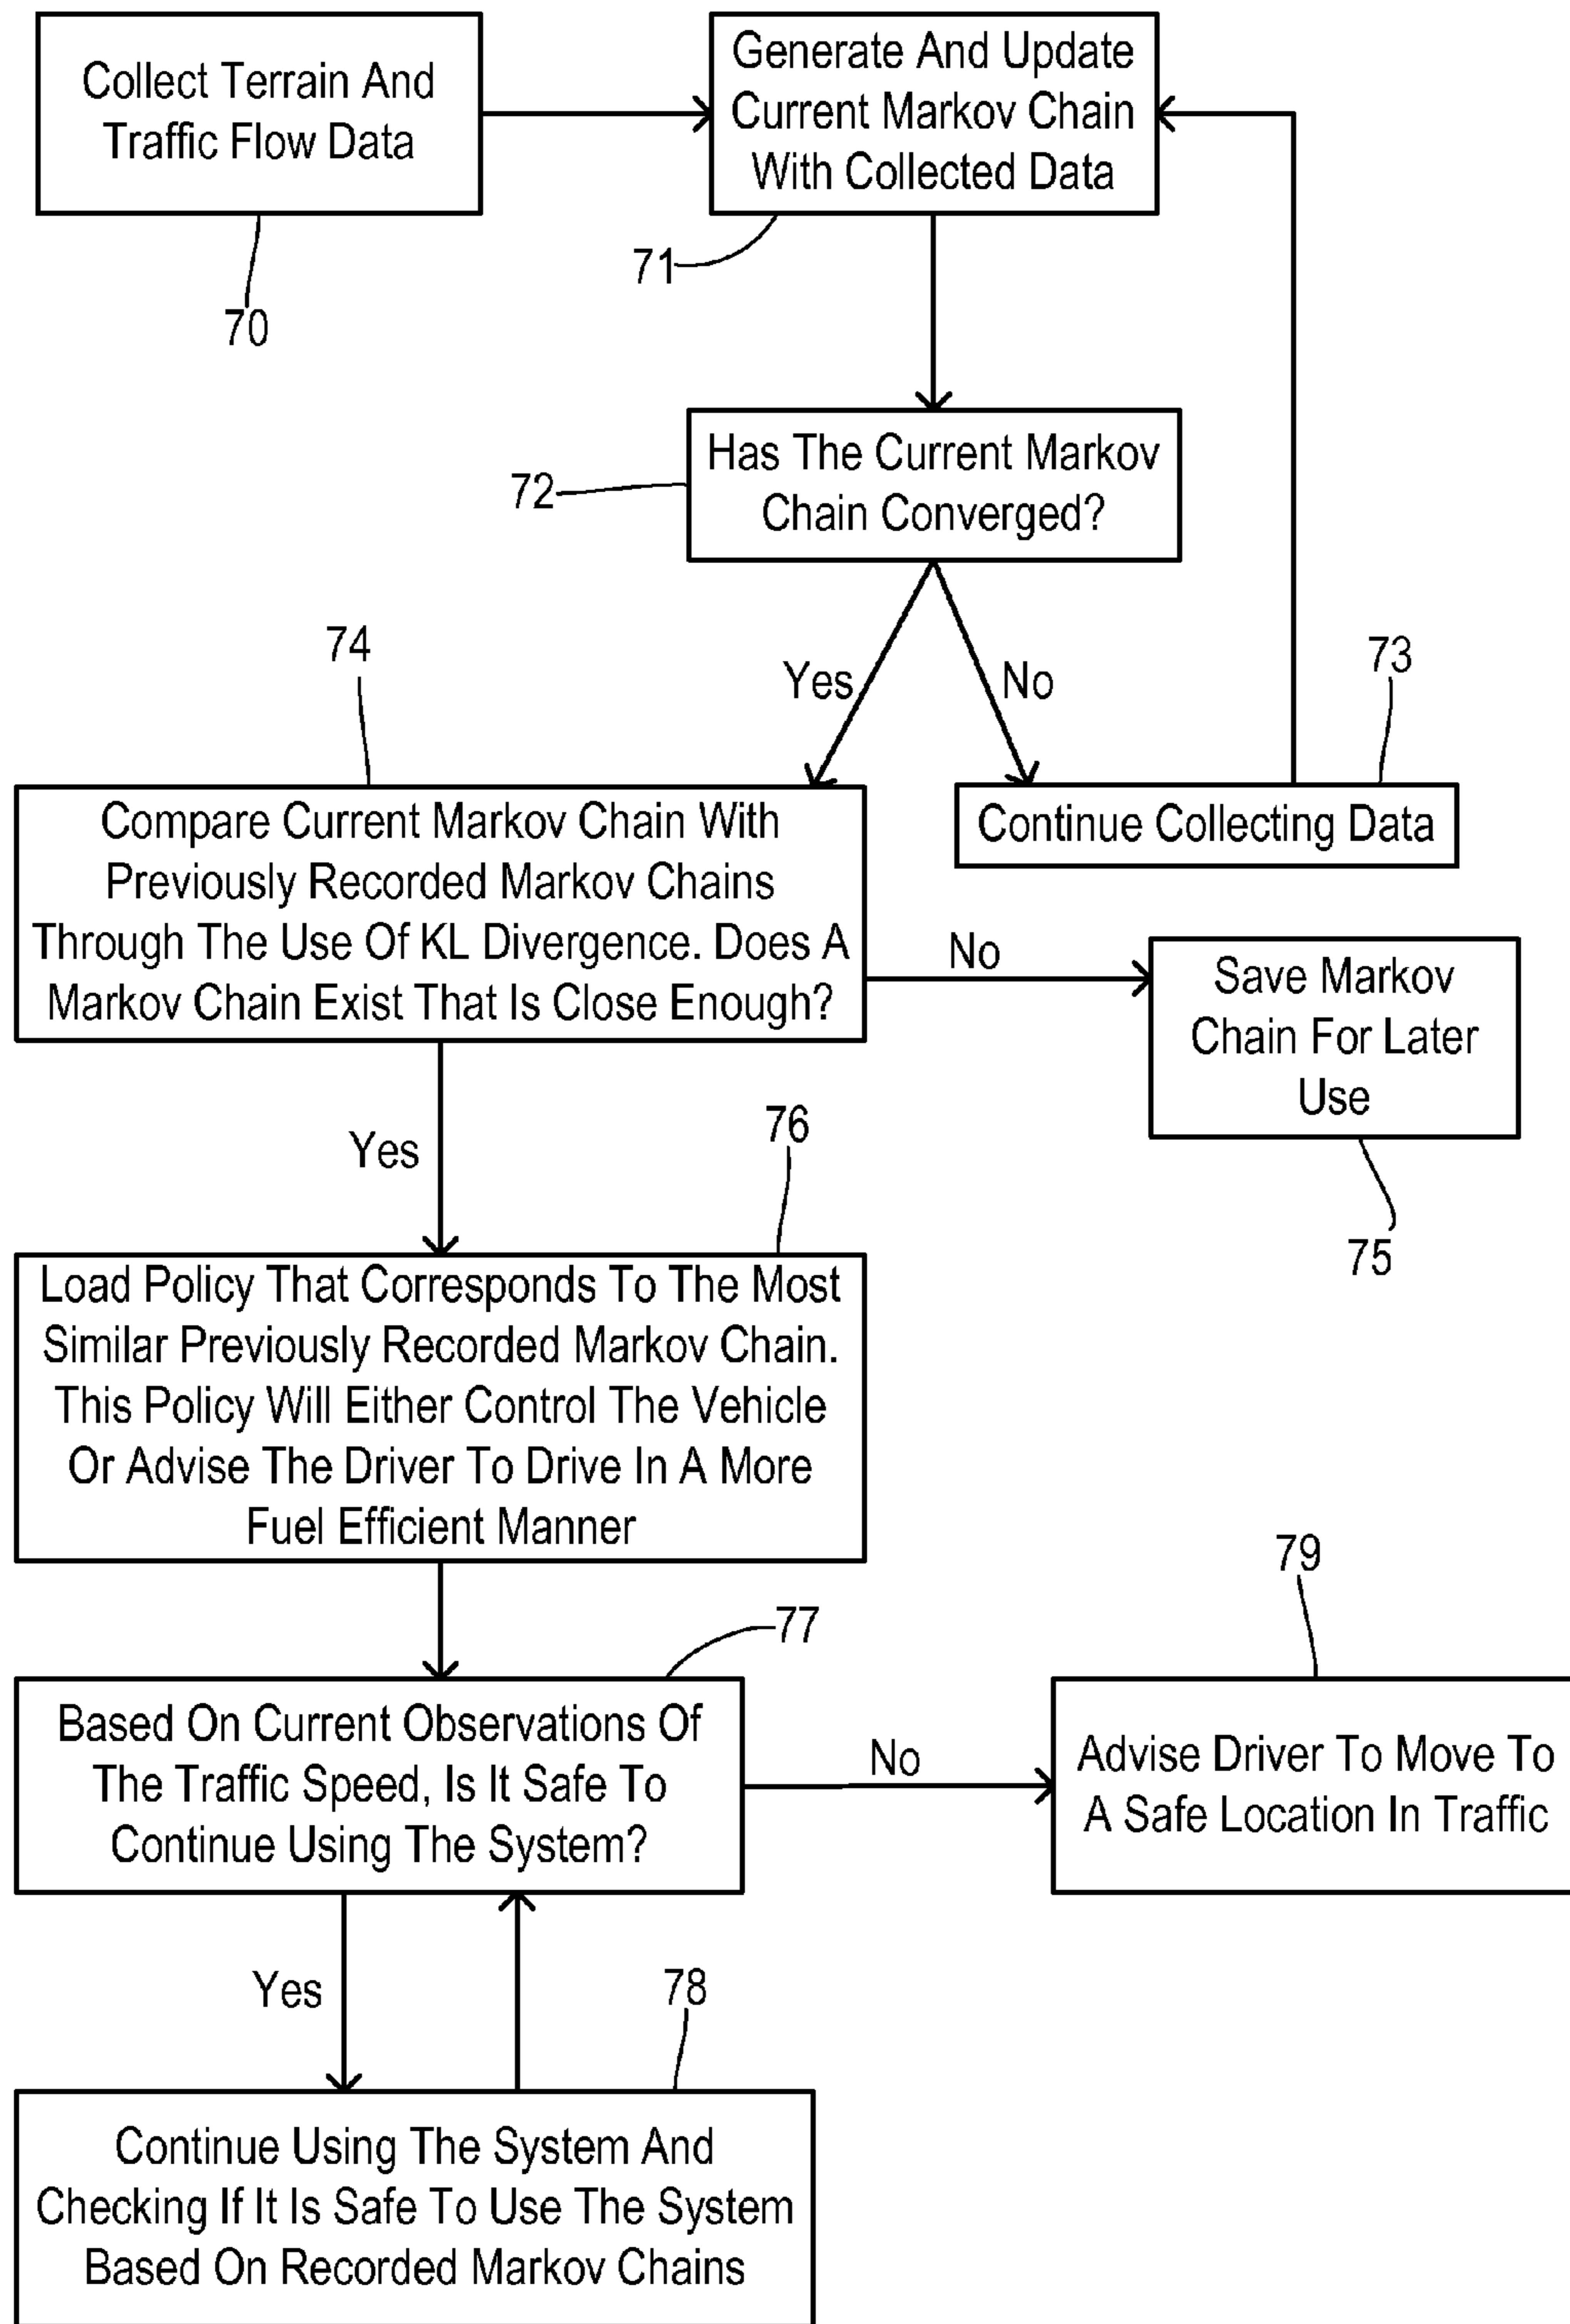 Collect Terrain And
Traffic Flow Data
70
Generate And Update
Current Markov Chain
With Collected Data
71
Has The Current Markov
Chain Converged?
72
Yes
No
73
Continue Collecting Data
74
Compare Current Markov Chain With
Previously Recorded Markov Chains
Through The Use Of KL Divergence. Does A
Markov Chain Exist That Is Close Enough?
No
Save Markov
Chain For Later
Use
75
Yes
76
Load Policy That Corresponds To The Most
Similar Previously Recorded Markov Chain.
This Policy Will Either Control The Vehicle
Or Advise The Driver To Drive In A More
Fuel Efficient Manner
77
Based On Current Observations Of
The Traffic Speed, Is It Safe To
Continue Using The System?
No
79
Advise Driver To Move To
A Safe Location In Traffic
Yes
78
Continue Using The System And
Checking If It Is Safe To Use The System
Based On Recorded Markov Chains